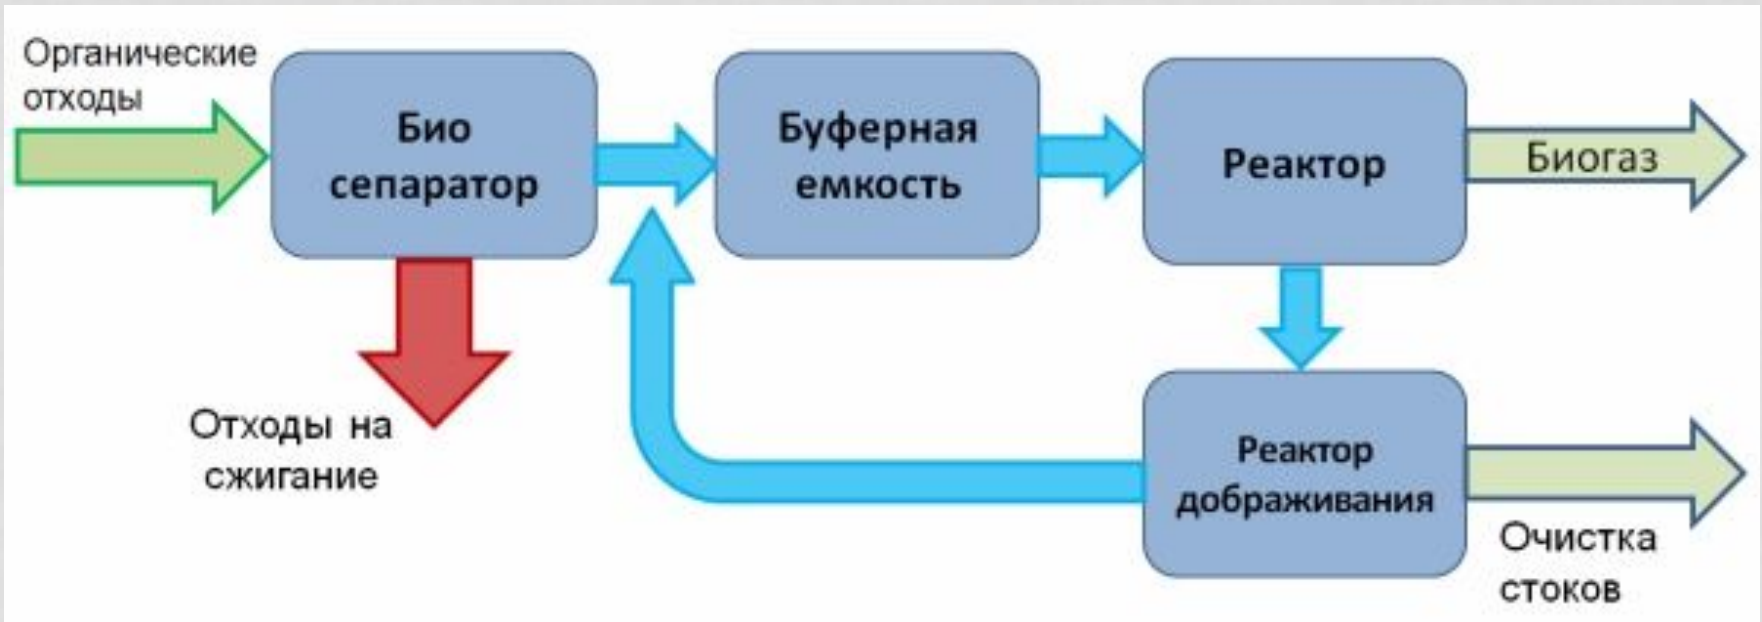 Органические
отходы
Био
сепаратор
Буферная
емкость
Реактор
Биогаз
Отходы на
сжигание
Реактор
дображивания
Очистка
стоков